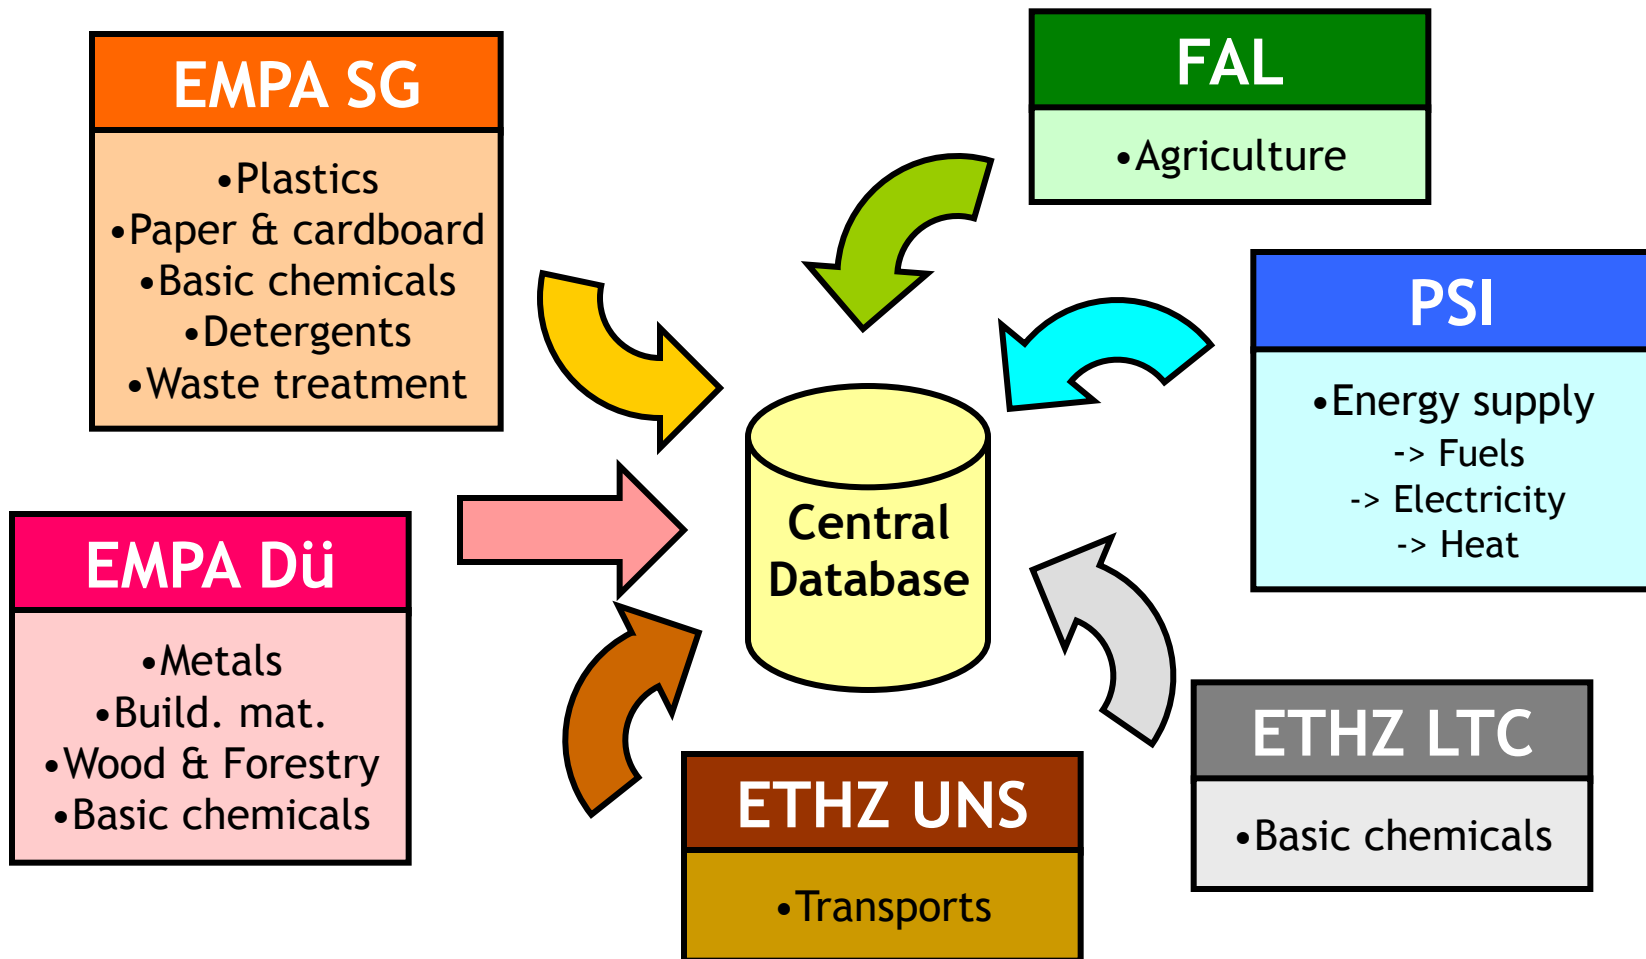 EMPA SG
•Plastics
•Paper & cardboard
•Basic chemicals
•Detergents
•Waste treatment
FAL
•Agriculture
PSI
•Energy supply
-> Fuels
-> Electricity
-> Heat
Central
Database
EMPA Dü
•Metals
•Build. mat.
•Wood & Forestry
•Basic chemicals
ETHZ UNS
•Transports
ETHZ LTC
•Basic chemicals